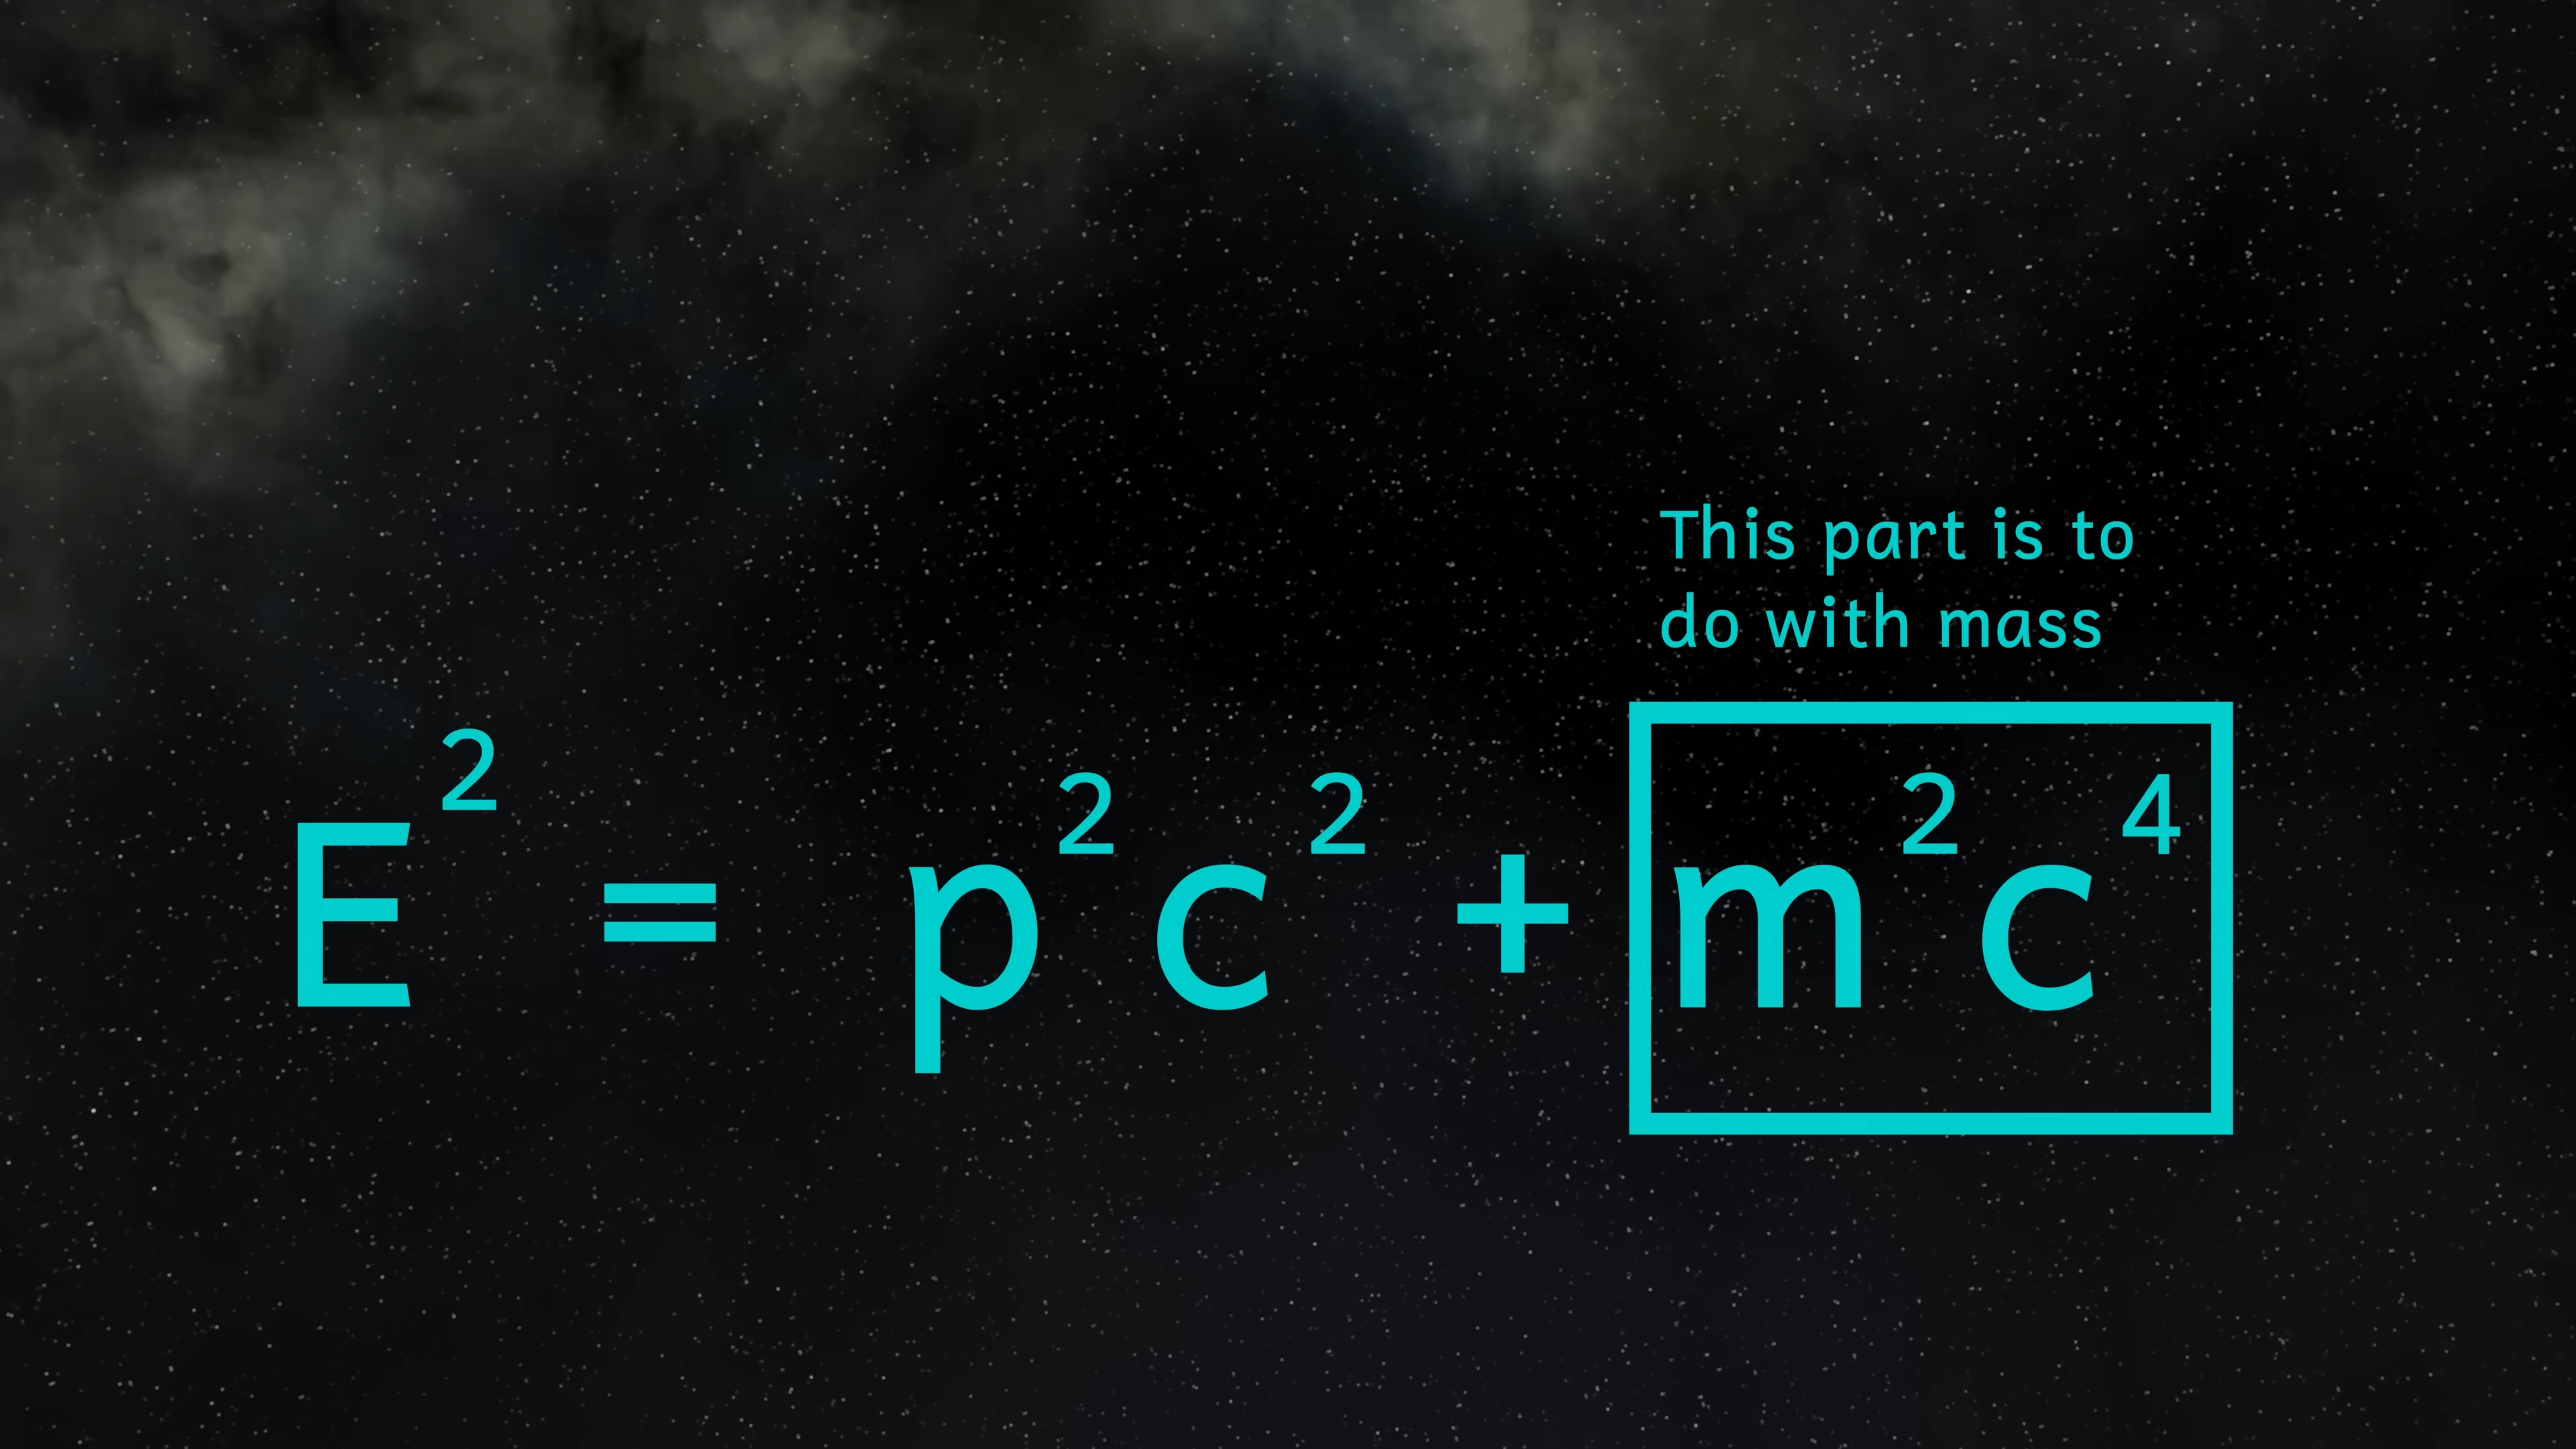 This part is to
do with mass
E² = p²c² + m²c⁴